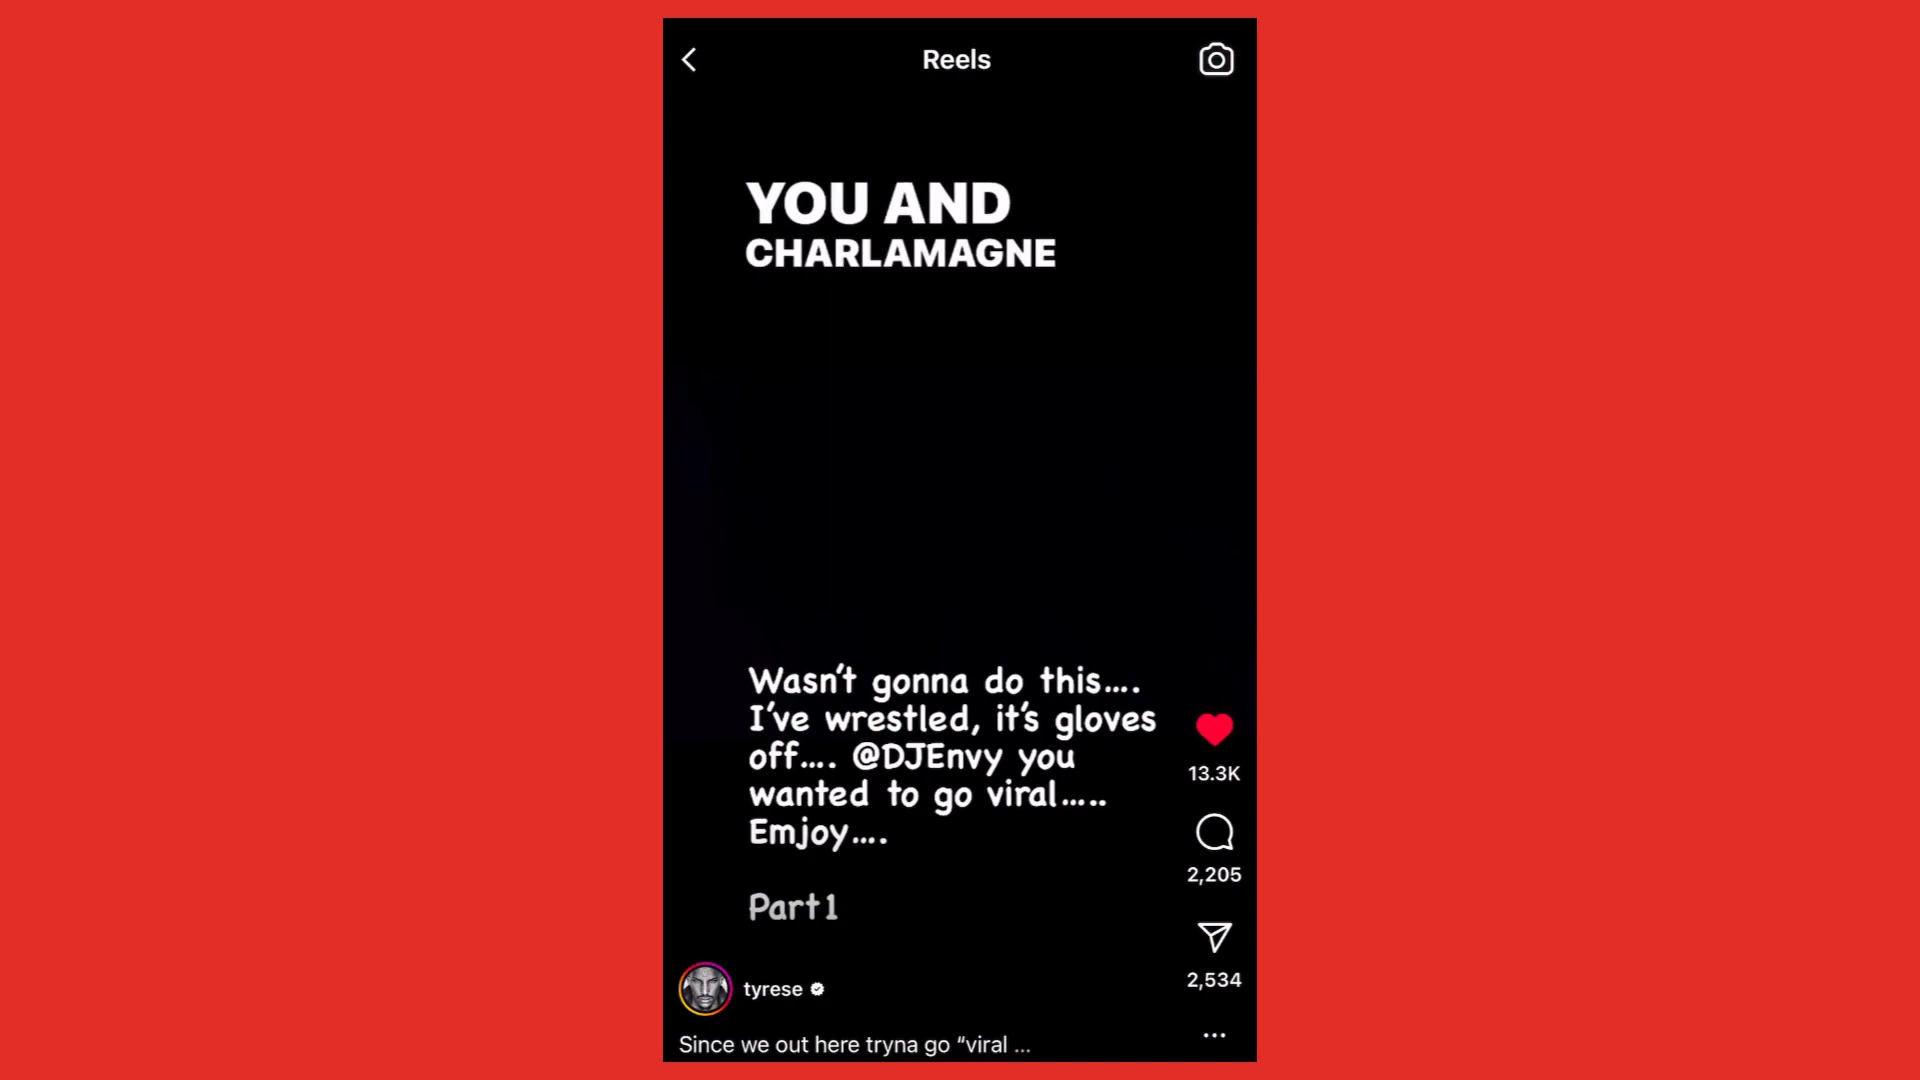 Reels
YOU AND
CHARLAMAGNE
Wasn't gonna do this....
I've wrestled, it's gloves
off.... @DJEnvy you
wanted to go viral.....
Emjoy....
Part 1
13.3K
2,205
2,534
tyrese
Since we out here tryna go “viral ...